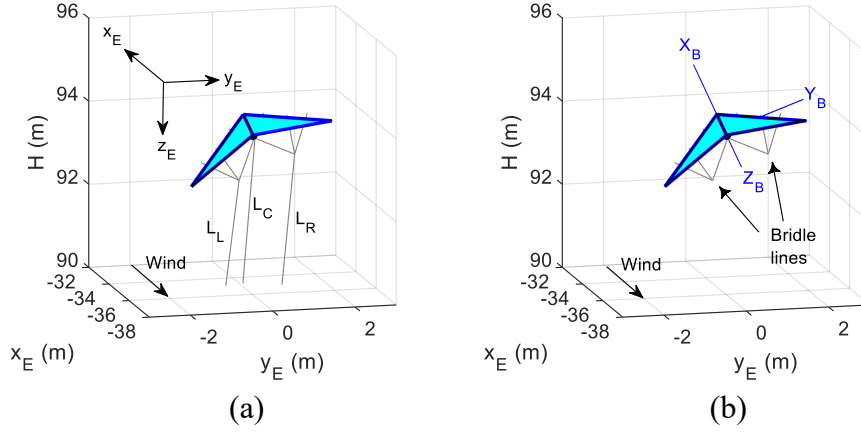 96
94
92
90
H (m)
x_E
y_E
z_E
L_L
L_C
L_R
Wind
-32
-34
-36
-38
x_E (m)
-2
0
2
y_E (m)
(a)
96
94
92
90
H (m)
X_B
Y_B
Z_B
Bridle
lines
Wind
-32
-34
-36
-38
x_E (m)
-2
0
2
y_E (m)
(b)